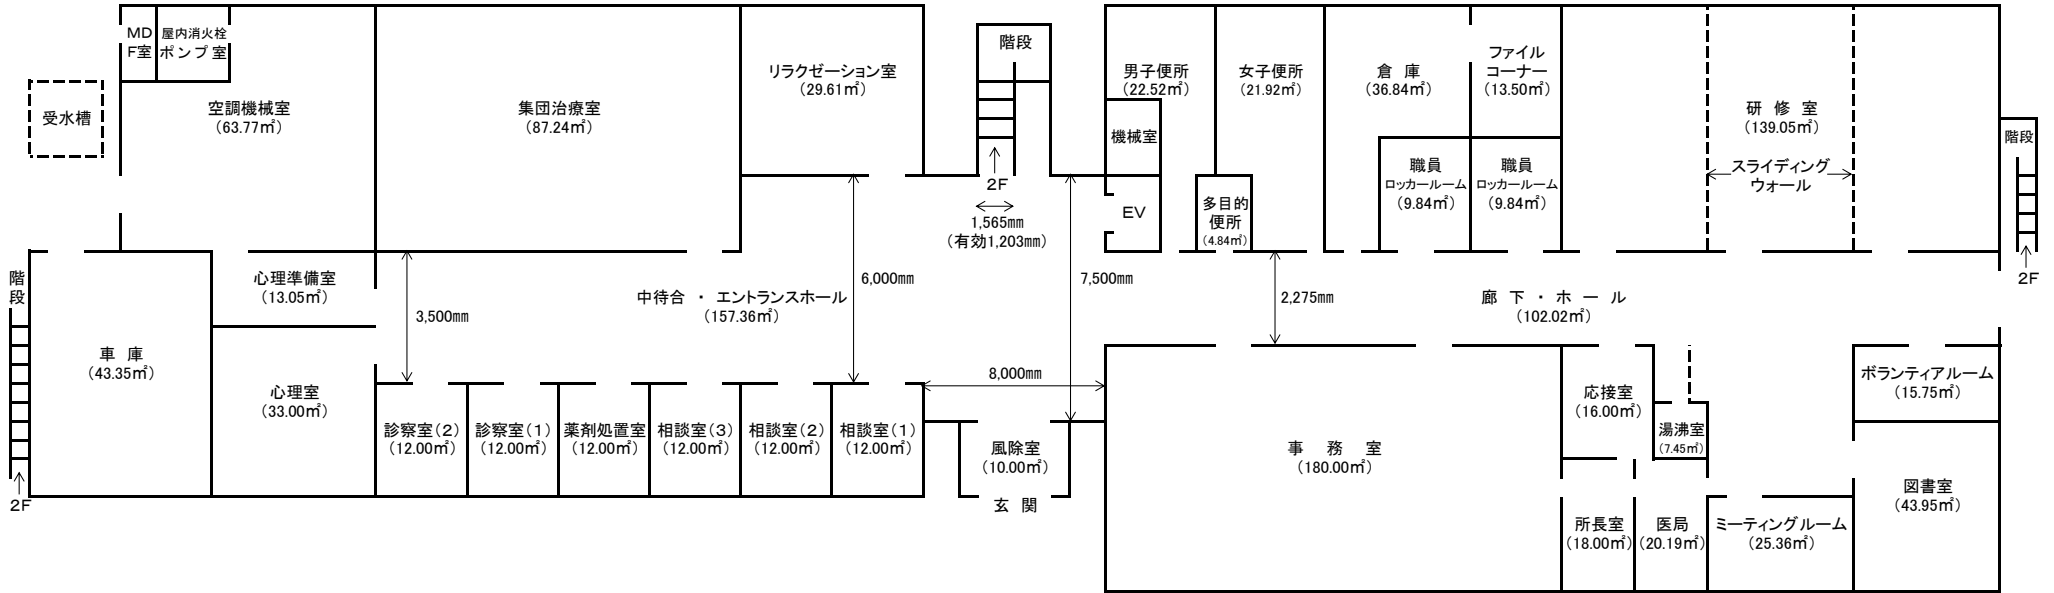 MD
F室
屋内消火栓
ポンプ室
受水槽
空調機械室
(63.77㎡)
集団治療室
(87.24㎡)
リラクゼーション室
(29.61㎡)
階段
2F
1,565㎜
(有効1,203㎜)
男子便所
(22.52㎡)
機械室
EV
女子便所
(21.92㎡)
多目的
便所
(4.84㎡)
倉 庫
(36.84㎡)
ファイル
コーナー
(13.50㎡)
職員
ロッカールーム
(9.84㎡)
職員
ロッカールーム
(9.84㎡)
研 修 室
(139.05㎡)
スライディング
ウォール
階段
2F
階
段
2F
車 庫
(43.35㎡)
心理準備室
(13.05㎡)
心理室
(33.00㎡)
3,500㎜
中待合 ・ エントランスホール
(157.36㎡)
6,000㎜
7,500㎜
8,000㎜
2,275㎜
廊 下 ・ ホ ー ル
(102.02㎡)
診察室(2)
(12.00㎡)
診察室(1)
(12.00㎡)
薬剤処置室
(12.00㎡)
相談室(3)
(12.00㎡)
相談室(2)
(12.00㎡)
相談室(1)
(12.00㎡)
風除室
(10.00㎡)
玄 関
事 務 室
(180.00㎡)
応接室
(16.00㎡)
湯沸室
(7.45㎡)
所長室
(18.00㎡)
医局
(20.19㎡)
ミーティングルーム
(25.36㎡)
ボランティアルーム
(15.75㎡)
図書室
(43.95㎡)